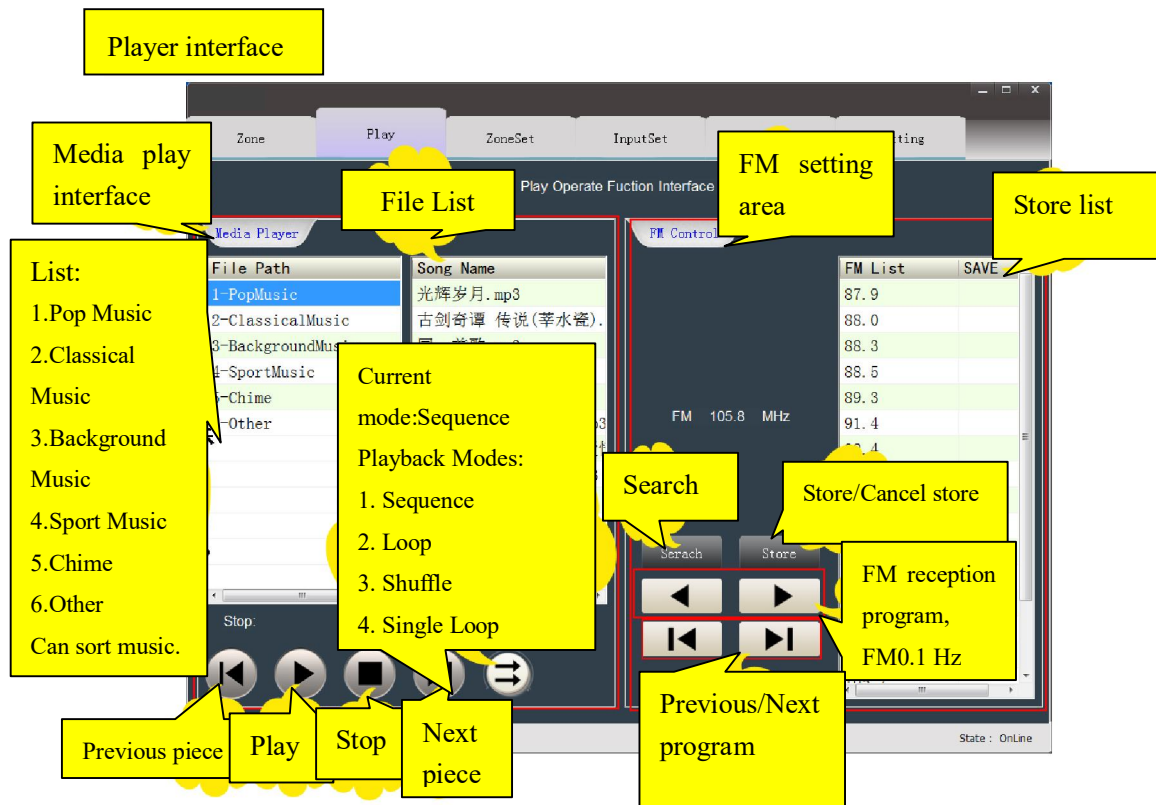 Player interface
Zone
Play
ZoneSet
InputSet
Media play
interface
File List
Play Operate Fuction Interface
FM setting
area
Store list
Media Player
FM Control
List:
1.Pop Music
2.Classical
Music
3.Background
Music
4.Sport Music
5.Chime
6.Other
Can sort music.
File Path
1-PopMusic
2-ClassicalMusic
3-BackgroundMus
4-SportMusic
5-Chime
6-Other
Song Name
光辉岁月.mp3
古剑奇谭 传说(莘水瓷).
Current
mode:Sequence
Playback Modes:
1. Sequence
2. Loop
3. Shuffle
4. Single Loop
FM 105.8 MHz
FM List SAVE
87.9
88.0
88.3
88.5
89.3
91.4
Search
Store/Cancel store
Serach
Store
FM reception
program,
FM0.1 Hz
Stop:
Previous piece
Play
Stop
Next
piece
Previous/Next
program
State : OnLine